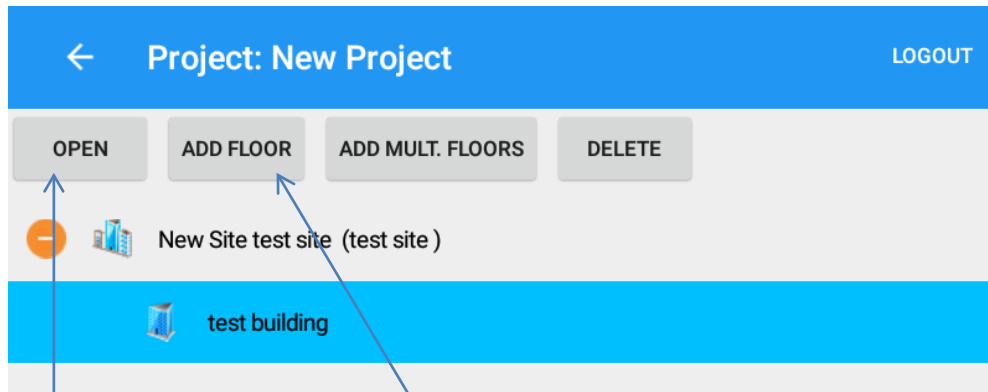 Project: New Project
LOGOUT
OPEN
ADD FLOOR
ADD MULT. FLOORS
DELETE
New Site test site (test site )
test building